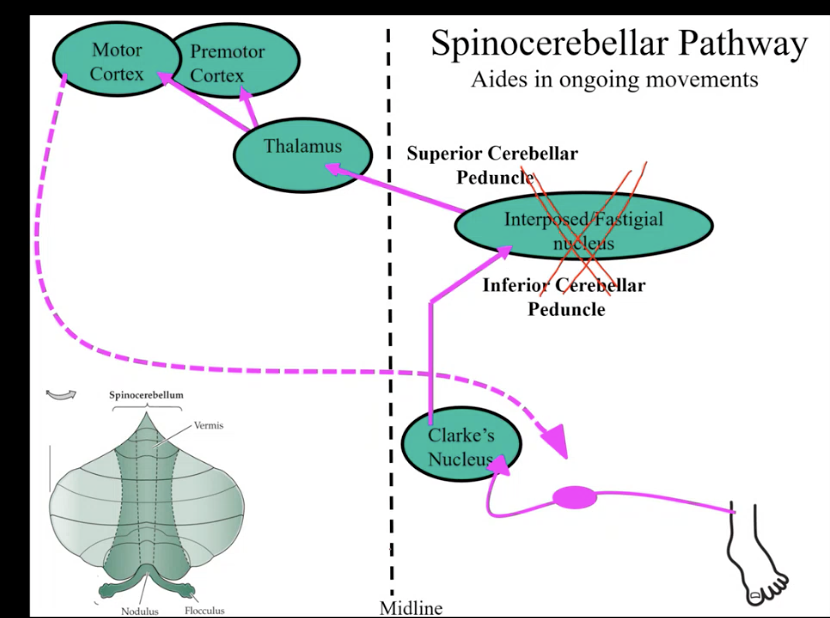 Spinocerebellar Pathway
Aides in ongoing movements
Motor
Cortex
Premotor
Cortex
Thalamus
Superior Cerebellar
Peduncle
Interposed/Fastigial
nucleus
Inferior Cerebellar
Peduncle
Clarke's
Nucleus
Spinocerebellum
Vermis
Nodulus
Flocculus
Midline